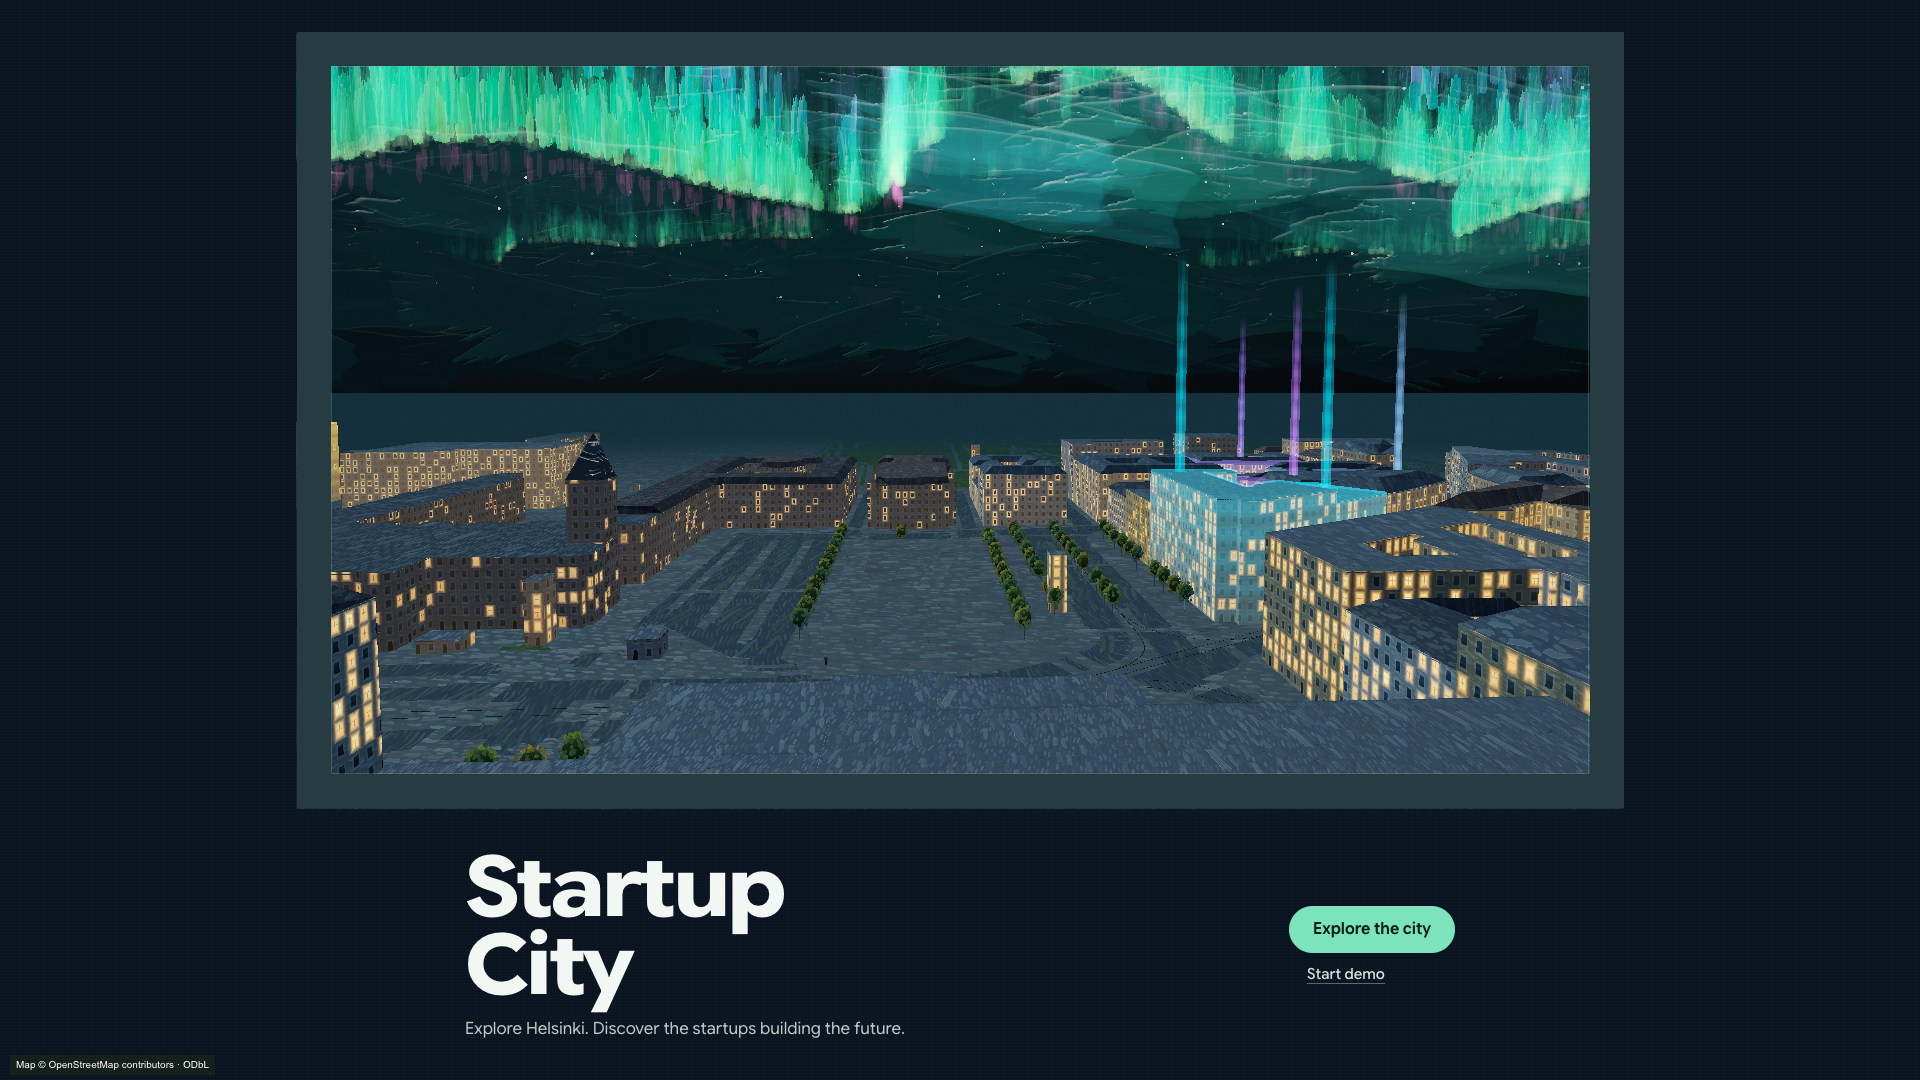 Startup
City
Explore Helsinki. Discover the startups building the future.
Explore the city
Start demo
Map © OpenStreetMap contributors · ODbL